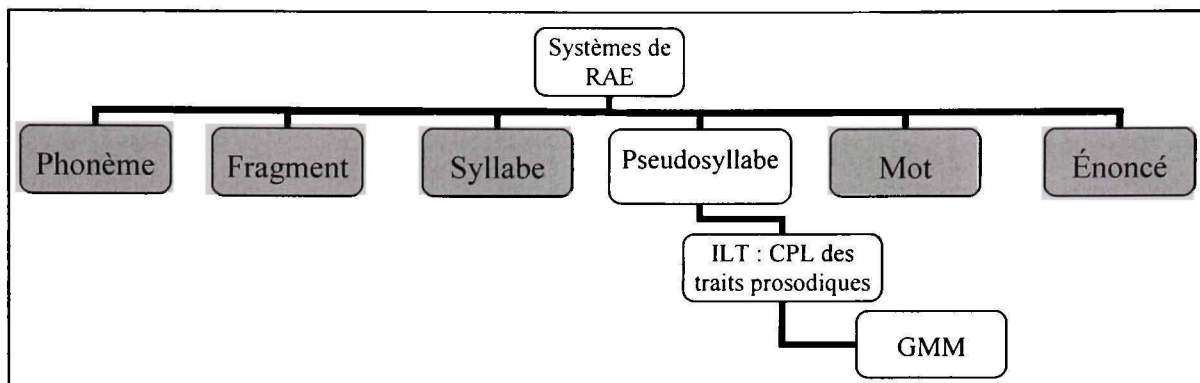 Systèmes de
RAE
Phonème
Fragment
Syllabe
Pseudosyllabe
Mot
Énoncé
ILT : CPL des
traits prosodiques
GMM